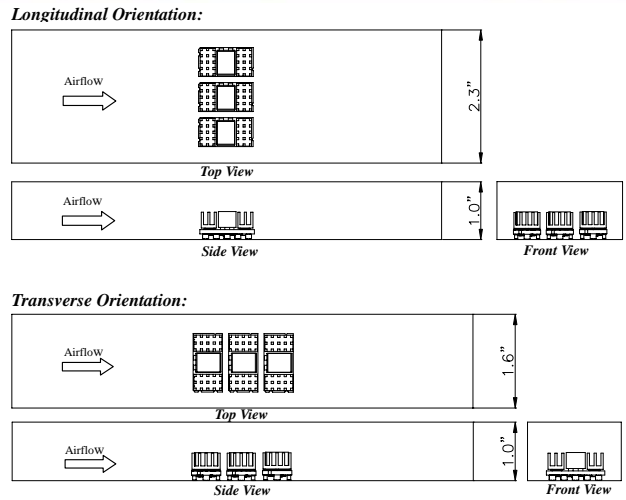 Longitudinal Orientation:
Airflow
2.3"
Top View
Airflow
1.0"
Side View
Front View
Transverse Orientation:
Airflow
1.6"
Top View
Airflow
1.0"
Side View
Front View